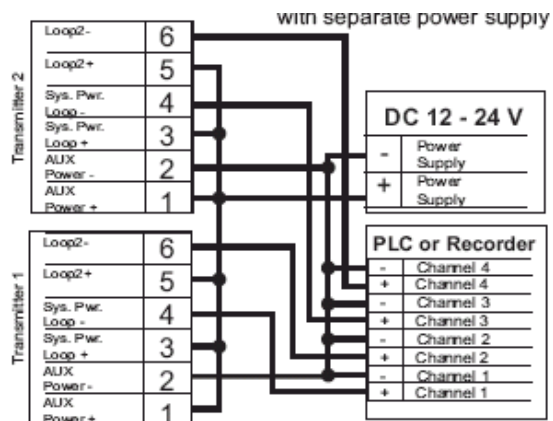 with separate power supply
Transmitter 2
Loop2- 6
Loop2+ 5
Sys. Pwr. Loop - 4
Sys. Pwr. Loop + 3
AUX Power - 2
AUX Power + 1
DC 12 - 24 V
- Power Supply
+ Power Supply
Transmitter 1
Loop2- 6
Loop2+ 5
Sys. Pwr. Loop - 4
Sys. Pwr. Loop + 3
AUX Power- 2
AUX Power + 1
PLC or Recorder
- Channel 4
+ Channel 4
- Channel 3
+ Channel 3
- Channel 2
+ Channel 2
- Channel 1
+ Channel 1